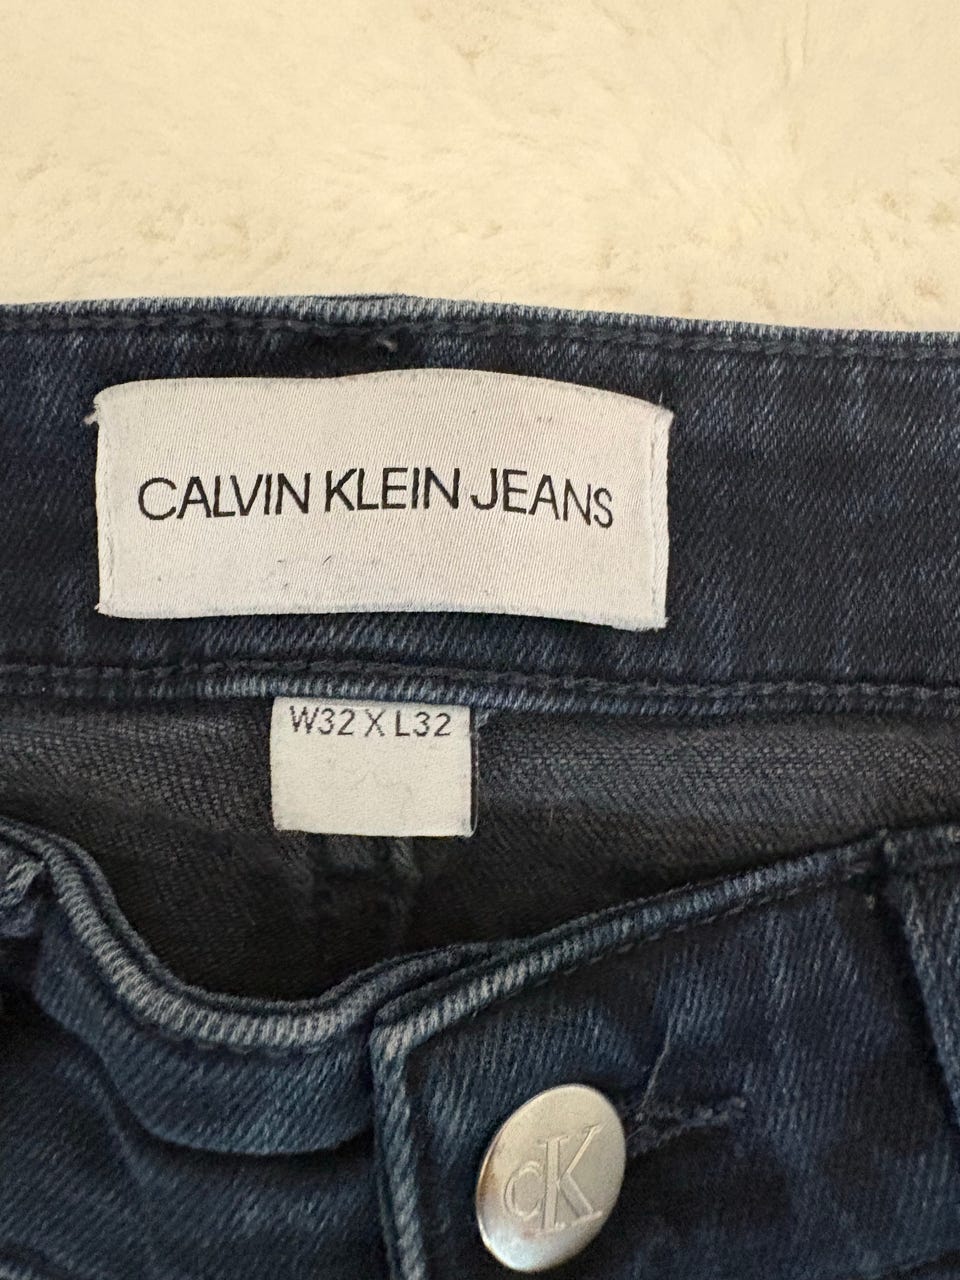 CALVIN KLEIN JEANS
W32 X L32
CK